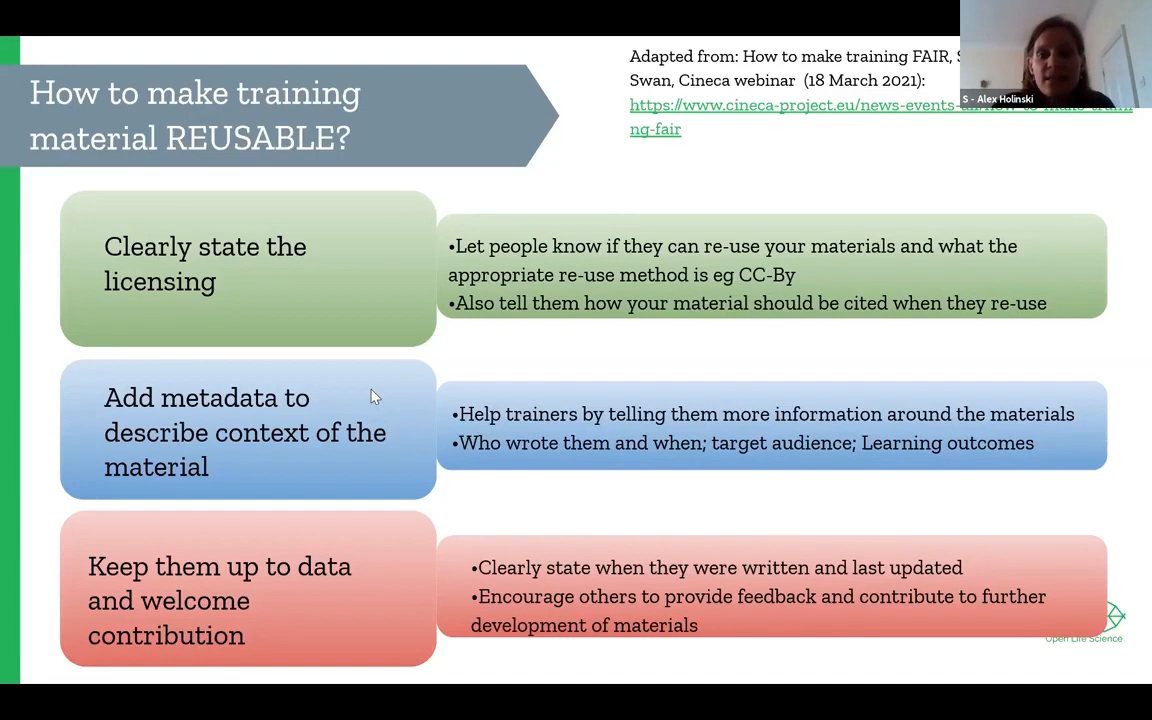 How to make training
material REUSABLE?
Adapted from: How to make training FAIR,
Swan, Cineca webinar (18 March 2021):
https://www.cineca-project.eu/news-events-
ng-fair
S - Alex Holinski
Clearly state the
licensing
•Let people know if they can re-use your materials and what the
appropriate re-use method is eg CC-By
•Also tell them how your material should be cited when they re-use
Add metadata to
describe context of the
material
•Help trainers by telling them more information around the materials
•Who wrote them and when; target audience; Learning outcomes
Keep them up to data
and welcome
contribution
•Clearly state when they were written and last updated
•Encourage others to provide feedback and contribute to further
development of materials
Open Life Science